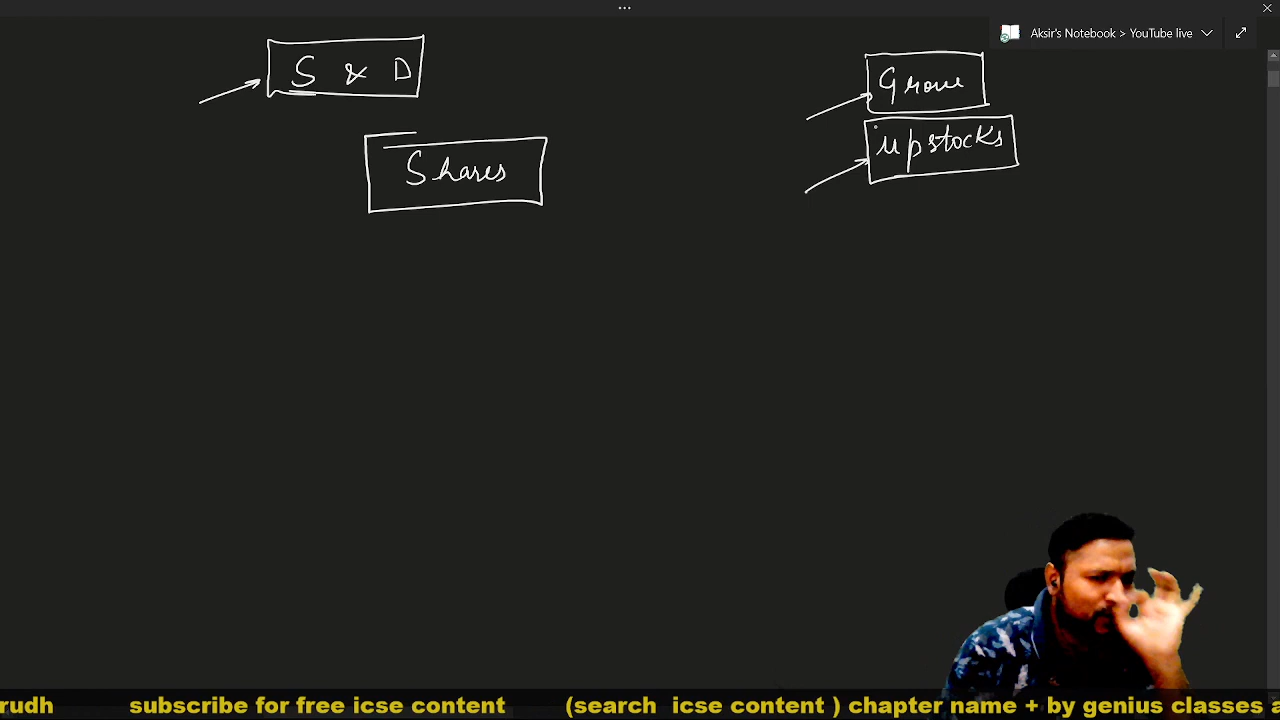 Aksir's Notebook > YouTube live
S & D
Grow
upstocks
Shares
rudh subscribe for free icse content (search icse content ) chapter name + by genius classes a